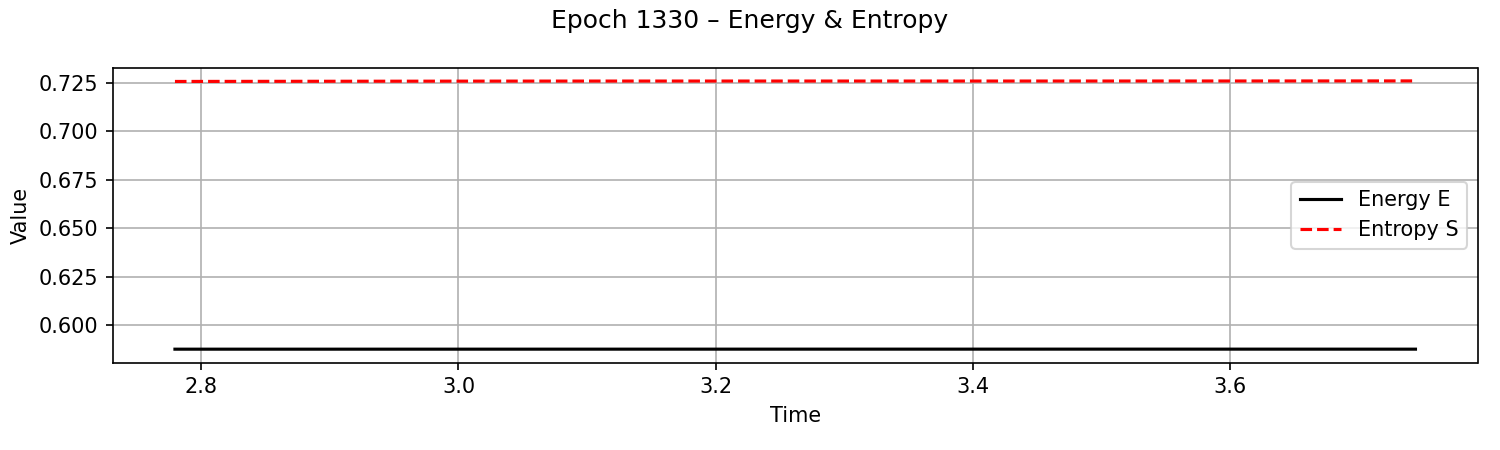 Epoch 1330 – Energy & Entropy
0.725
0.700
0.675
0.650
0.625
0.600
Value
Energy E
Entropy S
2.8 3.0 3.2 3.4 3.6
Time